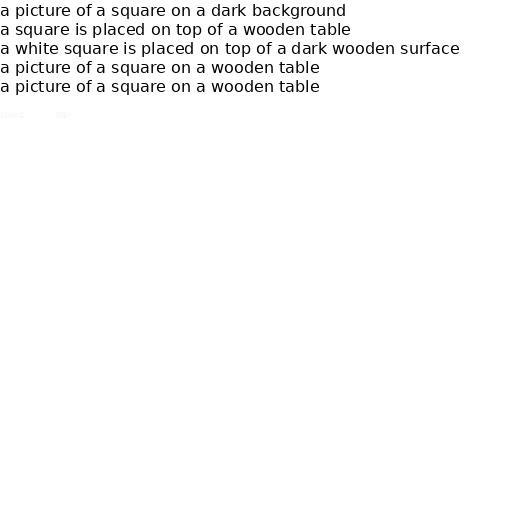 a picture of a square on a dark background
a square is placed on top of a wooden table
a white square is placed on top of a dark wooden surface
a picture of a square on a wooden table
a picture of a square on a wooden table